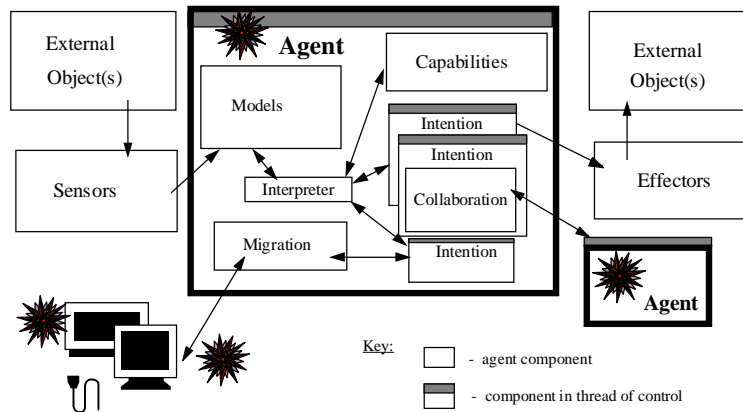 External
Object(s)
Agent
Capabilities
External
Object(s)
Models
Intention
Intention
Sensors
Interpreter
Collaboration
Effectors
Migration
Intention
Agent
Key:
- agent component
- component in thread of control